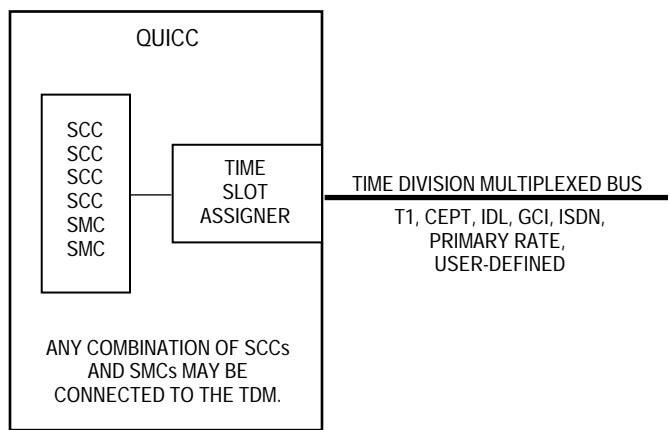 QUICC
SCC
SCC
SCC
SCC
SMC
SMC
TIME
SLOT
ASSIGNER
TIME DIVISION MULTIPLEXED BUS
T1, CEPT, IDL, GCI, ISDN,
PRIMARY RATE,
USER-DEFINED
ANY COMBINATION OF SCCs
AND SMCs MAY BE
CONNECTED TO THE TDM.